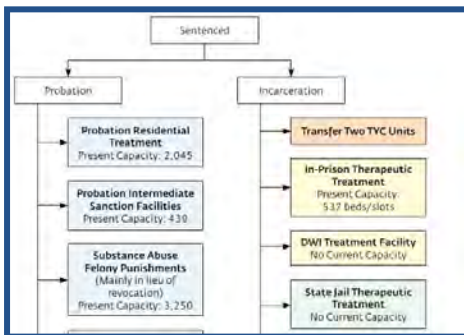 Sentenced
Probation
Incarceration
Probation Residential
Treatment
Present Capacity: 2,045
Probation Intermediate
Sanction Facilities
Present Capacity: 439
Substance Abuse
Felony Punishments
(Mainly in lieu of
revocation)
Present Capacity: 3,250
Transfer Two TYC Units
In-Prison Therapeutic
Treatment
Present Capacity:
537 beds/slots
DWI Treatment Facility
No Current Capacity
State Jail Therapeutic
Treatment
No Current Capacity